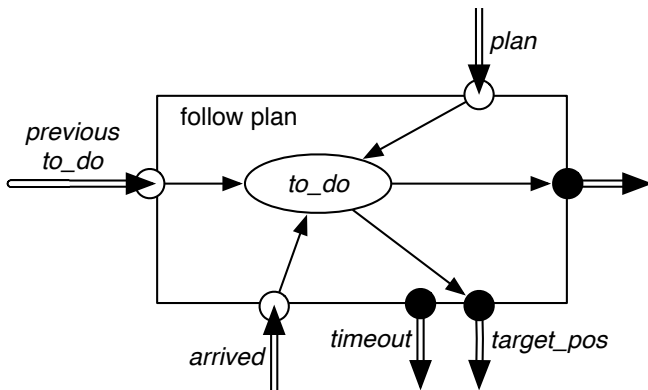 plan
follow plan
previous
to_do
to_do
arrived
timeout
target_pos